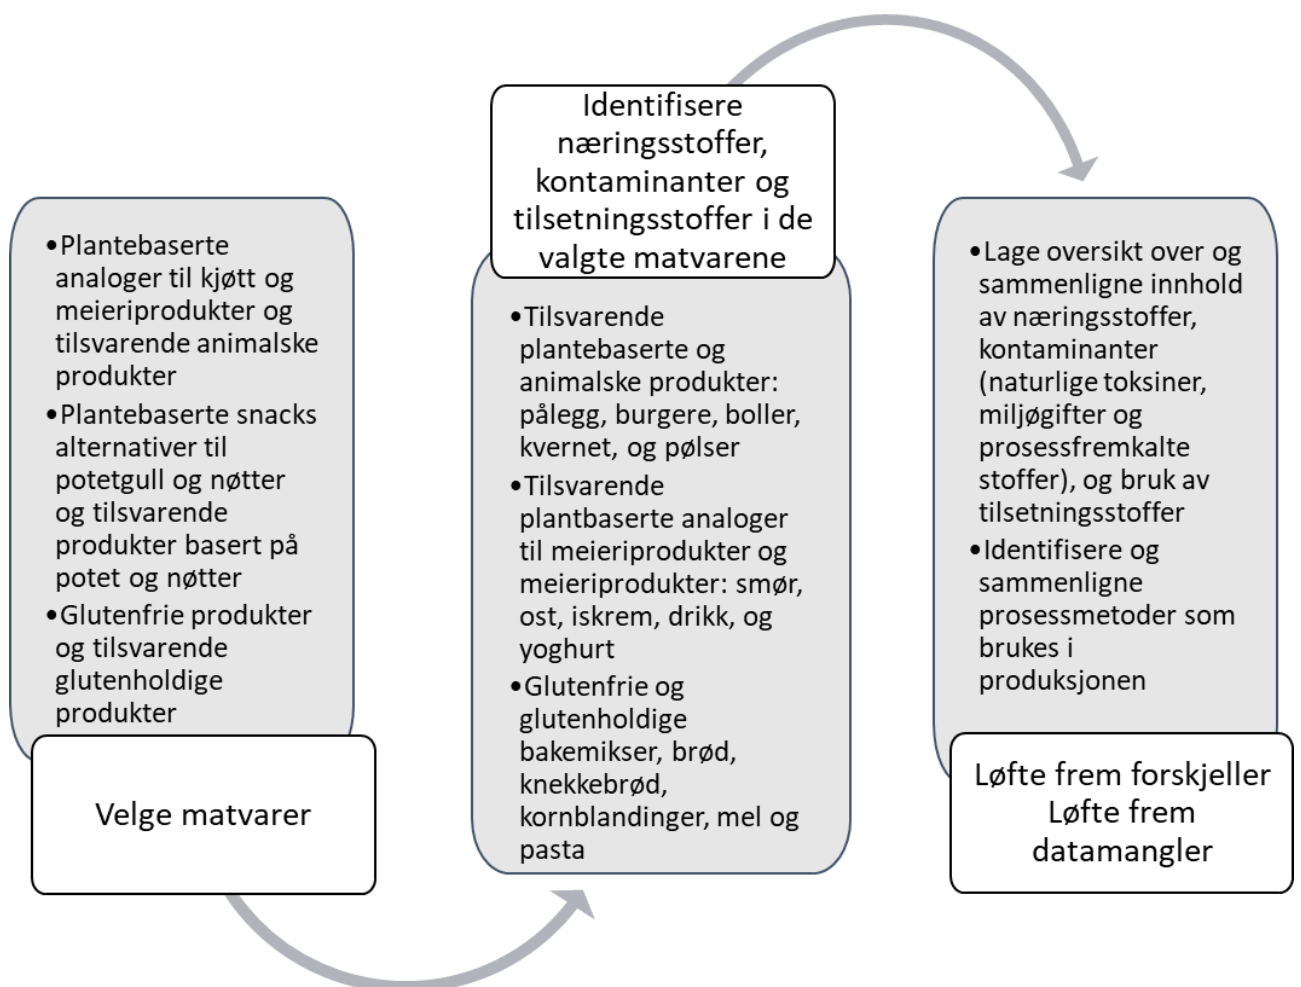 •Plantebaserte
analoger til kjøtt og
meieriprodukter og
tilsvarende animalske
produkter
•Plantebaserte snacks
alternativer til
potetgull og nøtter
og tilsvarende
produkter basert på
potet og nøtter
•Glutenfrie produkter
og tilsvarende
glutenholdige
produkter
Velge matvarer
Identifisere
næringsstoffer,
kontaminanter og
tilsetningsstoffer i de
valgte matvarene
•Tilsvarende
plantebaserte og
animalske produkter:
pålegg, burgere, boller,
kvernet, og pølser
•Tilsvarende
plantbaserte analoger
til meieriprodukter og
meieriprodukter: smør,
ost, iskrem, drikk, og
yoghurt
•Glutenfrie og
glutenholdige
bakemikser, brød,
knekkebrød,
kornblandinger, mel og
pasta
•Lage oversikt over og
sammenligne innhold
av næringsstoffer,
kontaminanter
(naturlige toksiner,
miljøgifter og
prosessfremkalte
stoffer), og bruk av
tilsetningsstoffer
•Identifisere og
sammenligne
prosessmetoder som
brukes i
produksjonen
Løfte frem forskjeller
Løfte frem
datamangler